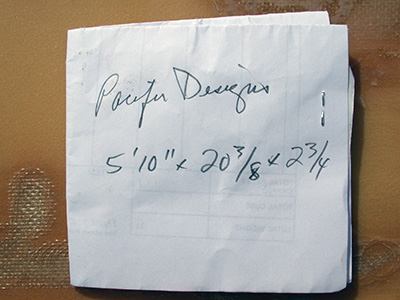 Pacific Designs
5'10" x 20 3/8 x 2 3/4